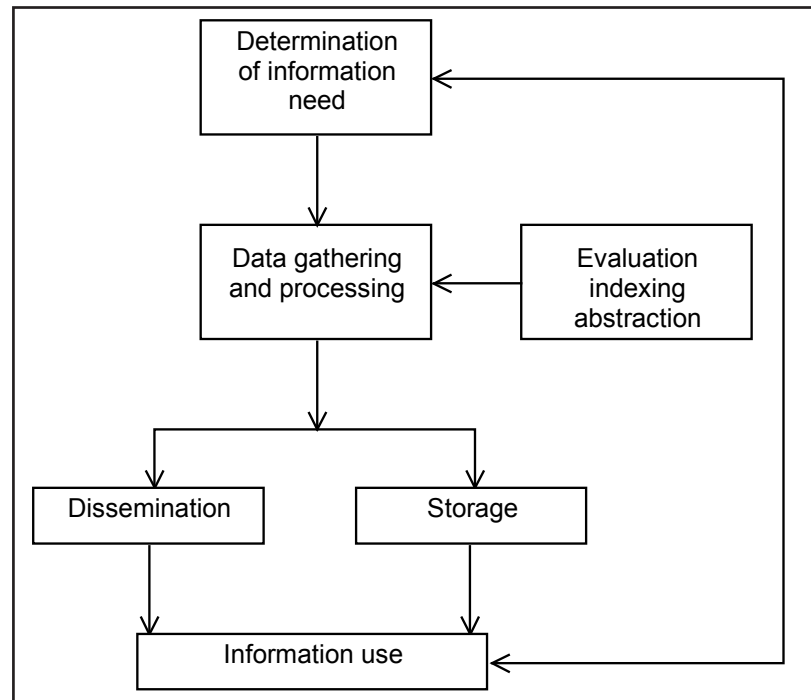 Determination
of information
need
Data gathering
and processing
Evaluation
indexing
abstraction
Dissemination
Storage
Information use